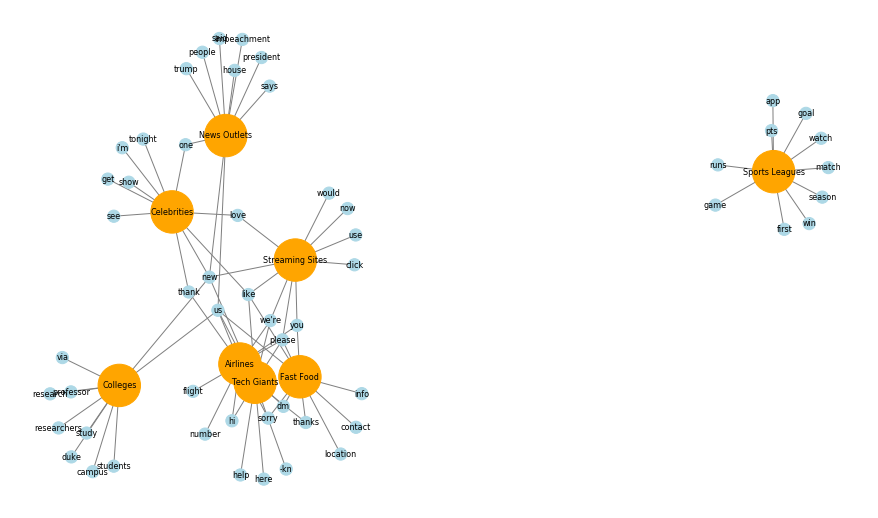 said
impeachment
people
president
trump
house
says
app
goal
News Outlets
pts
watch
tonight
i'm
one
runs
match
Sports Leagues
get
show
season
game
see
Celebrities
love
would
now
win
first
use
Streaming Sites
click
new
thank
like
us
we're
you
please
via
Airlines
Tech Giants
Fast Food
Colleges
research
professor
flight
info
dm
hi
sorry
thanks
contact
researchers
study
number
duke
location
campus
students
help
here
-kn